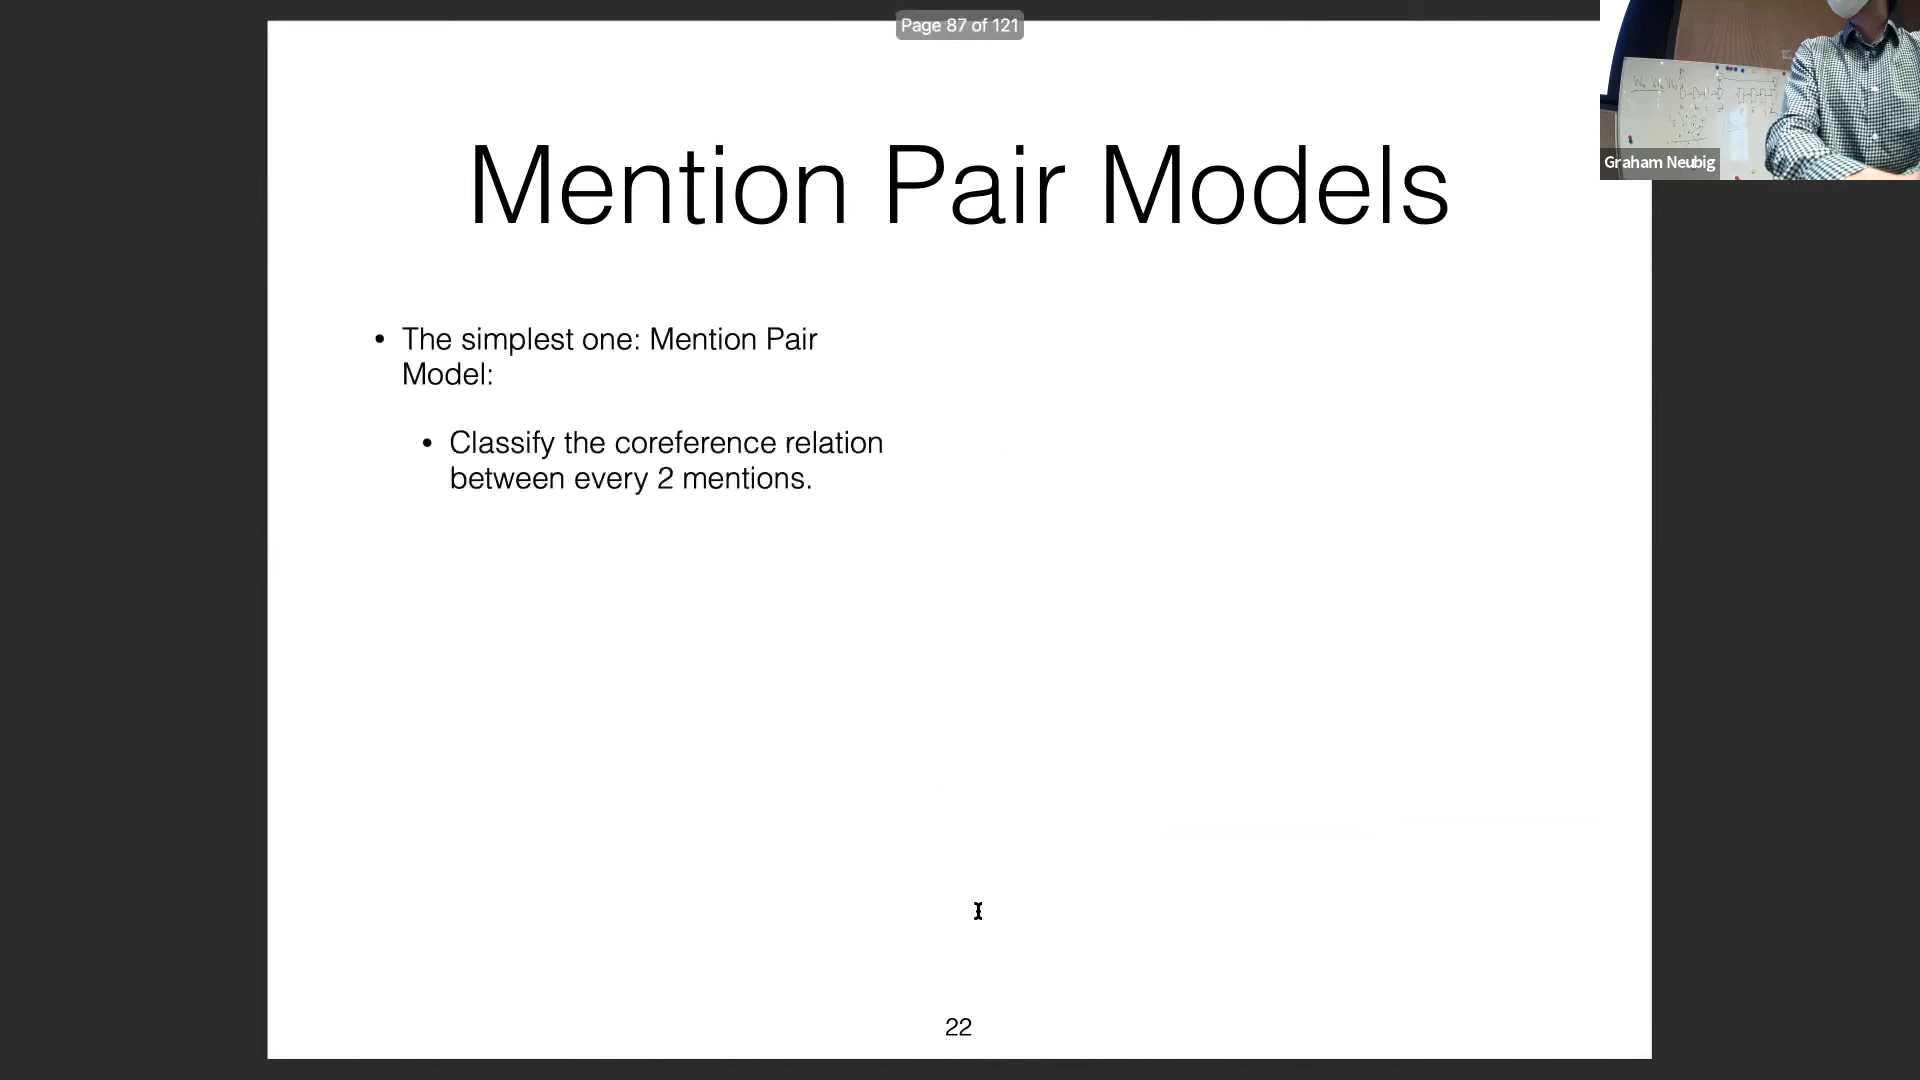 Page 87 of 121
Graham Neubig
Mention Pair Models
• The simplest one: Mention Pair
Model:
• Classify the coreference relation
between every 2 mentions.
22